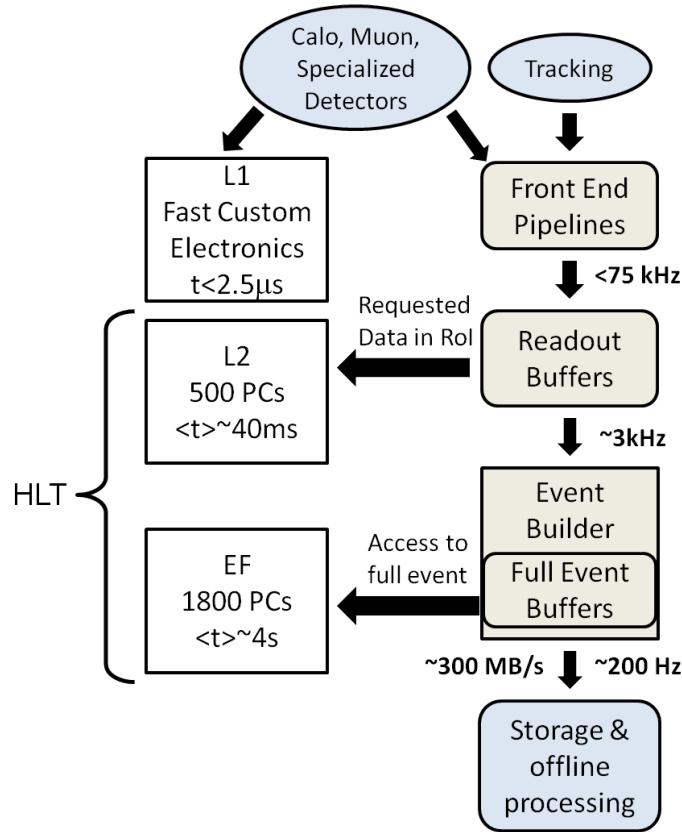 Calo, Muon,
Specialized
Detectors
Tracking
L1
Fast Custom
Electronics
t<2.5μs
Front End
Pipelines
<75 kHz
Requested
Data in RoI
L2
500 PCs
<t>~40ms
Readout
Buffers
~3kHz
HLT
Event
Builder
Full Event
Buffers
Access to
full event
EF
1800 PCs
<t>~4s
~300 MB/s
~200 Hz
Storage &
offline
processing